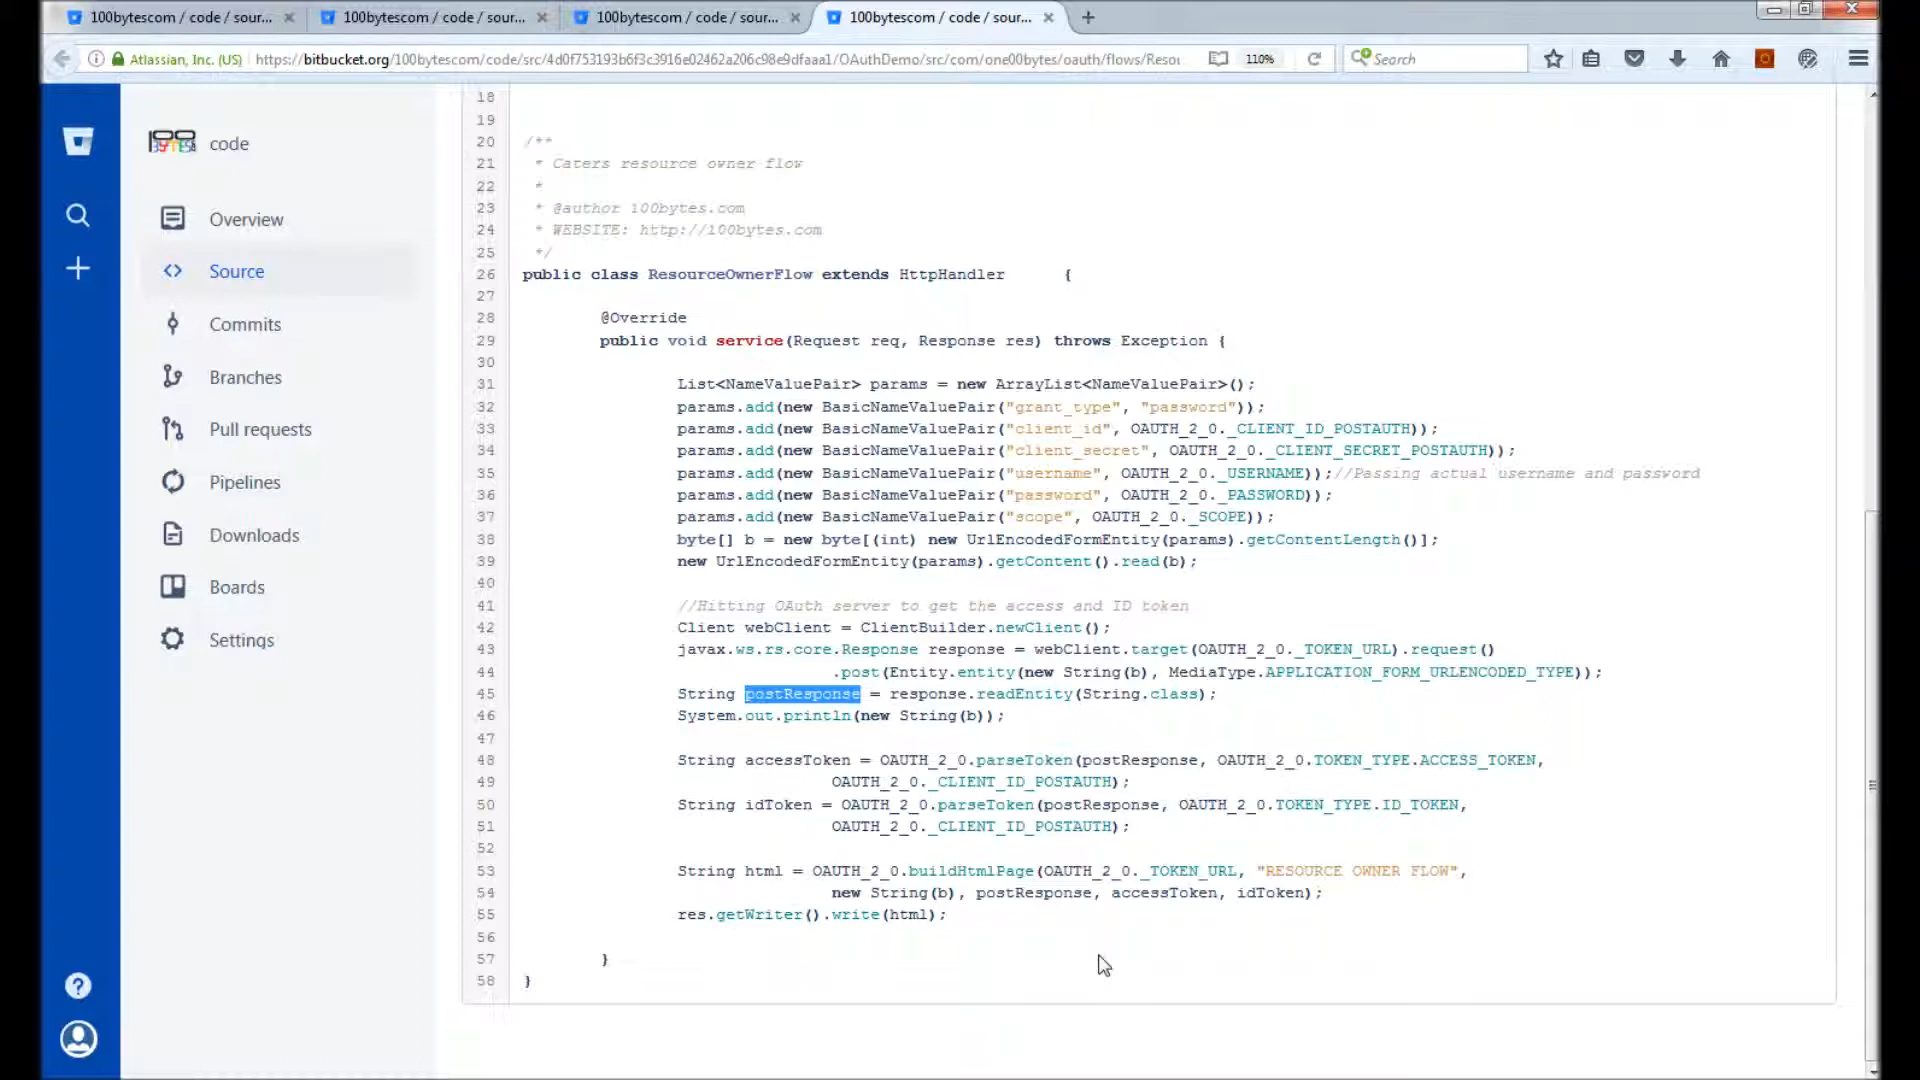 100bytescom / code / sour...
100bytescom / code / sour...
100bytescom / code / sour...
100bytescom / code / sour...
Atlassian, Inc. (US)
https://bitbucket.org/100bytescom/code/src/4d0f753193b6f3c3916e02462a206c98e9dfaaa1/OAuthDemo/src/com/one00bytes/oauth/flows/Resou
110%
Search
code
Overview
Source
Commits
Branches
Pull requests
Pipelines
Downloads
Boards
Settings
18
19
20 /**
21 * Caters resource owner flow
22 *
23 * @author 100bytes.com
24 * WEBSITE: http://100bytes.com
25 */
26 public class ResourceOwnerFlow extends HttpHandler {
27
28 @Override
29 public void service(Request req, Response res) throws Exception {
30
31 List<NameValuePair> params = new ArrayList<NameValuePair>();
32 params.add(new BasicNameValuePair("grant_type", "password"));
33 params.add(new BasicNameValuePair("client_id", OAUTH_2_0._CLIENT_ID_POSTAUTH));
34 params.add(new BasicNameValuePair("client_secret", OAUTH_2_0._CLIENT_SECRET_POSTAUTH));
35 params.add(new BasicNameValuePair("username", OAUTH_2_0._USERNAME));//Passing actual username and password
36 params.add(new BasicNameValuePair("password", OAUTH_2_0._PASSWORD));
37 params.add(new BasicNameValuePair("scope", OAUTH_2_0._SCOPE));
38 byte[] b = new byte[(int) new UrlEncodedFormEntity(params).getContentLength()];
39 new UrlEncodedFormEntity(params).getContent().read(b);
40
41 //Hitting OAuth server to get the access and ID token
42 Client webClient = ClientBuilder.newClient();
43 javax.ws.rs.core.Response response = webClient.target(OAUTH_2_0._TOKEN_URL).request()
44 .post(Entity.entity(new String(b), MediaType.APPLICATION_FORM_URLENCODED_TYPE));
45 String postResponse = response.readEntity(String.class);
46 System.out.println(new String(b));
47
48 String accessToken = OAUTH_2_0.parseToken(postResponse, OAUTH_2_0.TOKEN_TYPE.ACCESS_TOKEN,
49 OAUTH_2_0._CLIENT_ID_POSTAUTH);
50 String idToken = OAUTH_2_0.parseToken(postResponse, OAUTH_2_0.TOKEN_TYPE.ID_TOKEN,
51 OAUTH_2_0._CLIENT_ID_POSTAUTH);
52
53 String html = OAUTH_2_0.buildHtmlPage(OAUTH_2_0._TOKEN_URL, "RESOURCE OWNER FLOW",
54 new String(b), postResponse, accessToken, idToken);
55 res.getWriter().write(html);
56
57 }
58 }